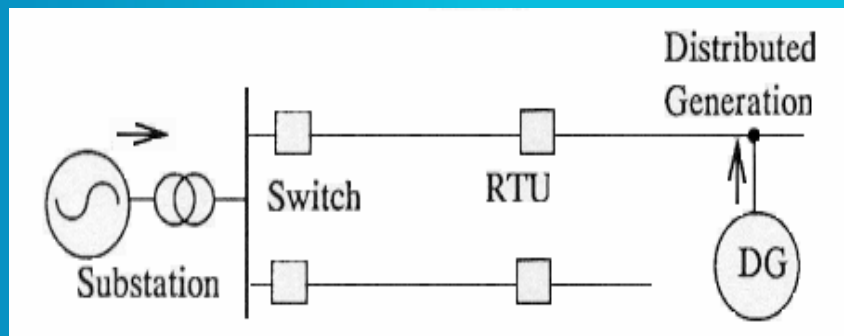 Distributed
Generation
Switch
RTU
Substation
DG